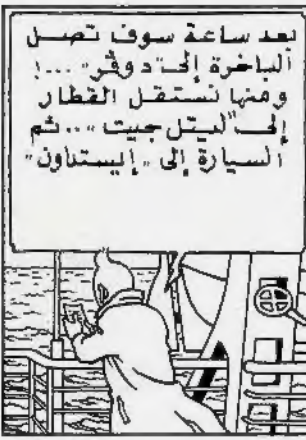 بعد ساعة سوف تصل
الباخرة إلى "دوفر"...!
ومنها نستقل القطار
إلى "ليتل جيت"... ثم
السيارة إلى "إيستداون"